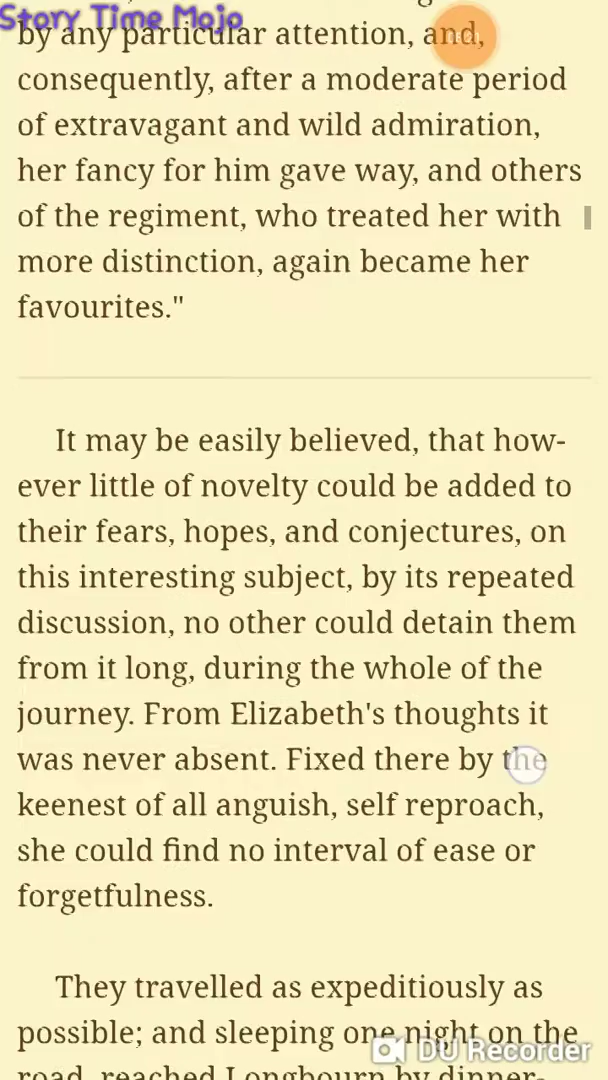 Story Time Mojo
by any particular attention, and,
consequently, after a moderate period
of extravagant and wild admiration,
her fancy for him gave way, and others
of the regiment, who treated her with
more distinction, again became her
favourites."
It may be easily believed, that how-
ever little of novelty could be added to
their fears, hopes, and conjectures, on
this interesting subject, by its repeated
discussion, no other could detain them
from it long, during the whole of the
journey. From Elizabeth's thoughts it
was never absent. Fixed there by the
keenest of all anguish, self reproach,
she could find no interval of ease or
forgetfulness.
They travelled as expeditiously as
possible; and sleeping one night on the
road, reached Longbourn by dinner-
DU Recorder